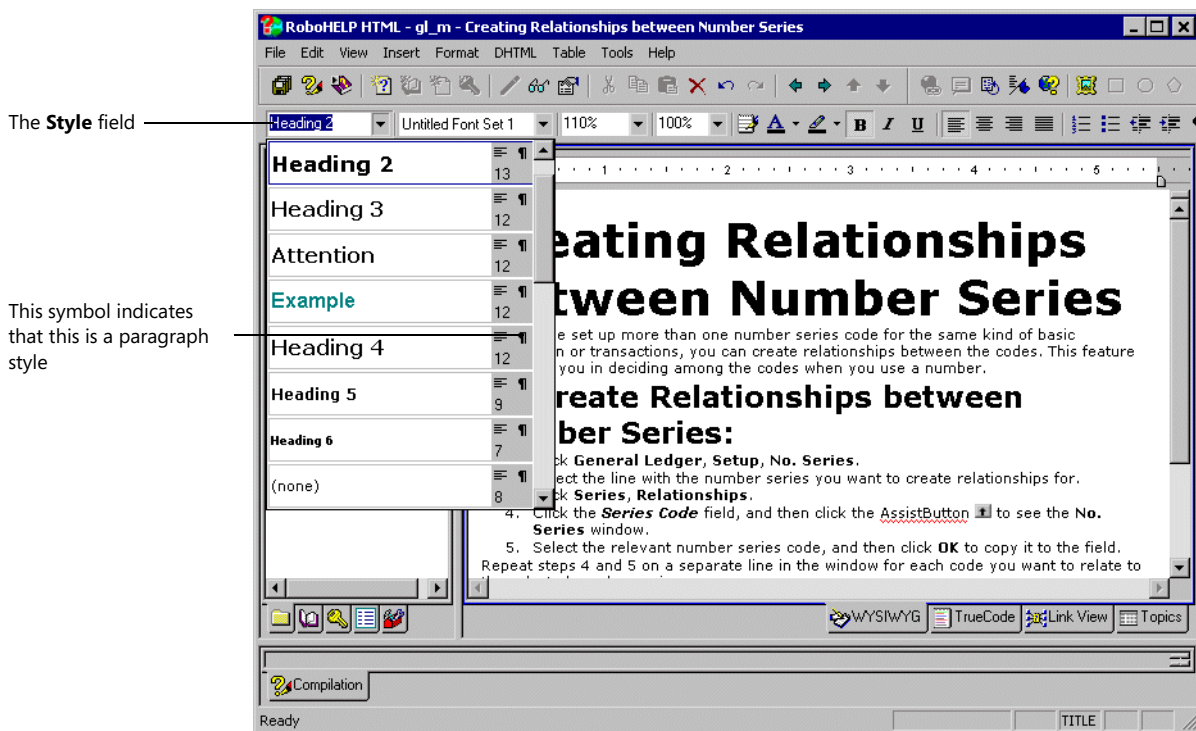 RoboHELP HTML - gl_m - Creating Relationships between Number Series
File Edit View Insert Format DHTML Table Tools Help
The Style field
Heading 2 Untitled Font Set 1 110% 100% A B I U
Heading 2 13
Heading 3 12
Attention 12
Example 12
Heading 4 12
Heading 5 9
Heading 6 7
(none) 8
This symbol indicates
that this is a paragraph
style
1 2 3 4 5
eating Relationships
tween Number Series
e set up more than one number series code for the same kind of basic
n or transactions, you can create relationships between the codes. This feature
you in deciding among the codes when you use a number.
reate Relationships between
ber Series:
ck General Ledger, Setup, No. Series.
ect the line with the number series you want to create relationships for.
ck Series, Relationships.
4. Click the Series Code field, and then click the AssistButton to see the No.
Series window.
5. Select the relevant number series code, and then click OK to copy it to the field.
Repeat steps 4 and 5 on a separate line in the window for each code you want to relate to
WYSIWYG TrueCode Link View Topics
Compilation
Ready TITLE